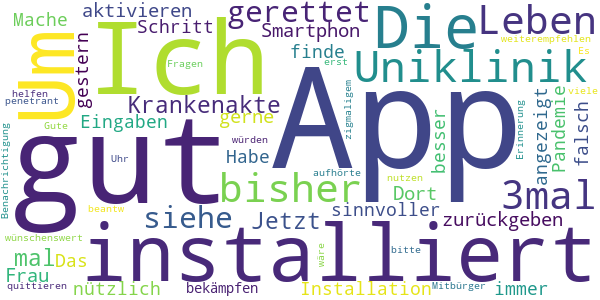 Mache
aktivieren
gerettet
Die
Leben
Schritt
Smartphon
weiterempfehlen
Um
gestern
Ich
Fragen
finde
Uniklinik
Es
helfen
penetrant
Krankenakte
erst
App
zigmaligem
Eingaben
gerne
besser
angezeigt
Pandemie
falsch
Gute
würden
Erinnerung
viele
Benachrichtigung
gut
Uhr
Habe
aufhörte
nutzen
bisher
Dort
3mal
beantw
siehe
Jetzt
sinnvoller
zurückgeben
wünschenswert
mal
Das
installiert
Frau
nützlich
wäre
bitte
immer
quittieren
bekämpfen
Installation
Mitbürger